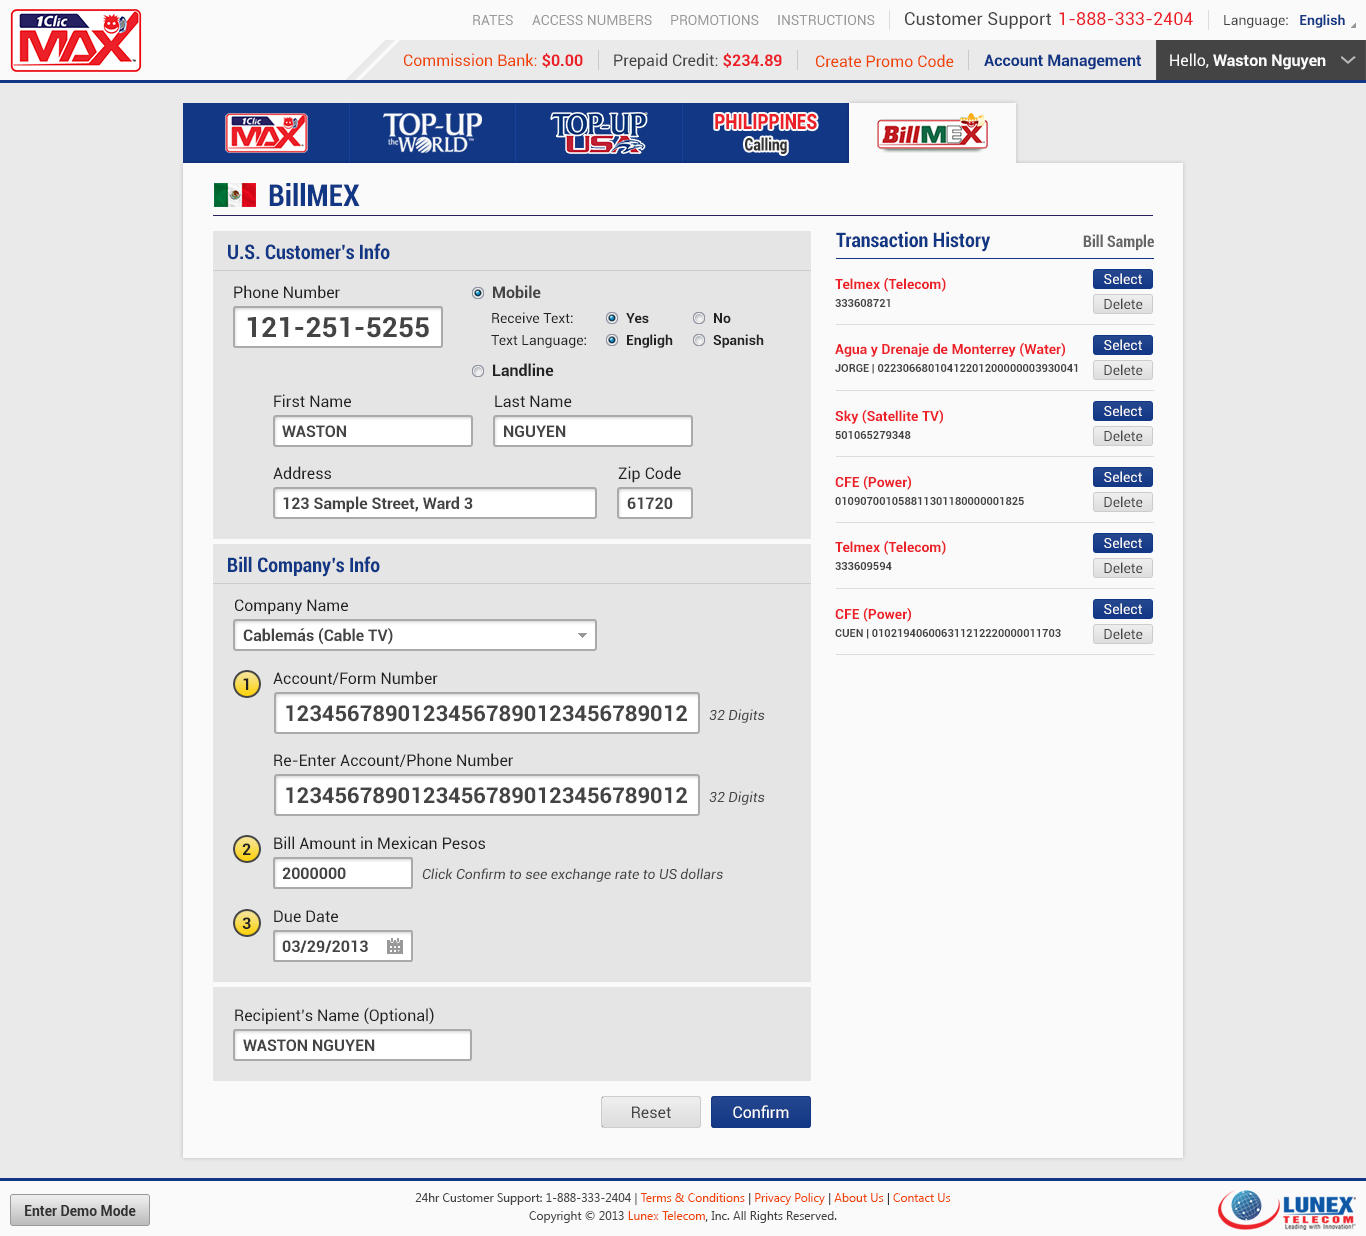 1Clic
MAX
RATES ACCESS NUMBERS PROMOTIONS INSTRUCTIONS Customer Support 1-888-333-2404 Language: English
Commission Bank: $0.00 Prepaid Credit: $234.89 Create Promo Code Account Management Hello, Waston Nguyen
1Clic MAX TOP-UP the WORLD TOP-UP USA PHILIPPINES Calling BillMEX
BillMEX
U.S. Customer's Info
Phone Number
121-251-5255
Mobile
Receive Text: Yes No
Text Language: Engligh Spanish
Landline
First Name Last Name
WASTON NGUYEN
Address Zip Code
123 Sample Street, Ward 3 61720
Bill Company's Info
Company Name
Cablemás (Cable TV)
1 Account/Form Number
12345678901234567890123456789012 32 Digits
Re-Enter Account/Phone Number
12345678901234567890123456789012 32 Digits
2 Bill Amount in Mexican Pesos
2000000 Click Confirm to see exchange rate to US dollars
3 Due Date
03/29/2013
Recipient's Name (Optional)
WASTON NGUYEN
Reset Confirm
Transaction History Bill Sample
Telmex (Telecom) Select
333608721 Delete
Agua y Drenaje de Monterrey (Water) Select
JORGE | 022306680104122012000000039300041 Delete
Sky (Satellite TV) Select
501065279348 Delete
CFE (Power) Select
010907001058811301180000001825 Delete
Telmex (Telecom) Select
333609594 Delete
CFE (Power) Select
CUEN | 010219406006311212220000011703 Delete
Enter Demo Mode
24hr Customer Support: 1-888-333-2404 | Terms & Conditions | Privacy Policy | About Us | Contact Us
Copyright © 2013 Lunex Telecom, Inc. All Rights Reserved.
LUNEX
TELECOM
Leading with Innovation!